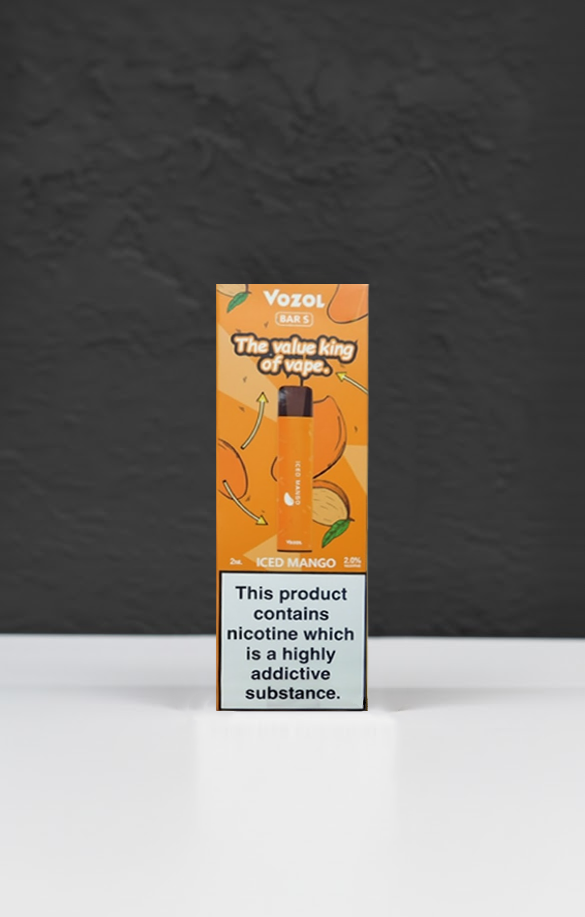 VOZOL
BAR S
The value king
of vape.
ICED MANGO
2mL ICED MANGO 2.0%
This product
contains
nicotine which
is a highly
addictive
substance.